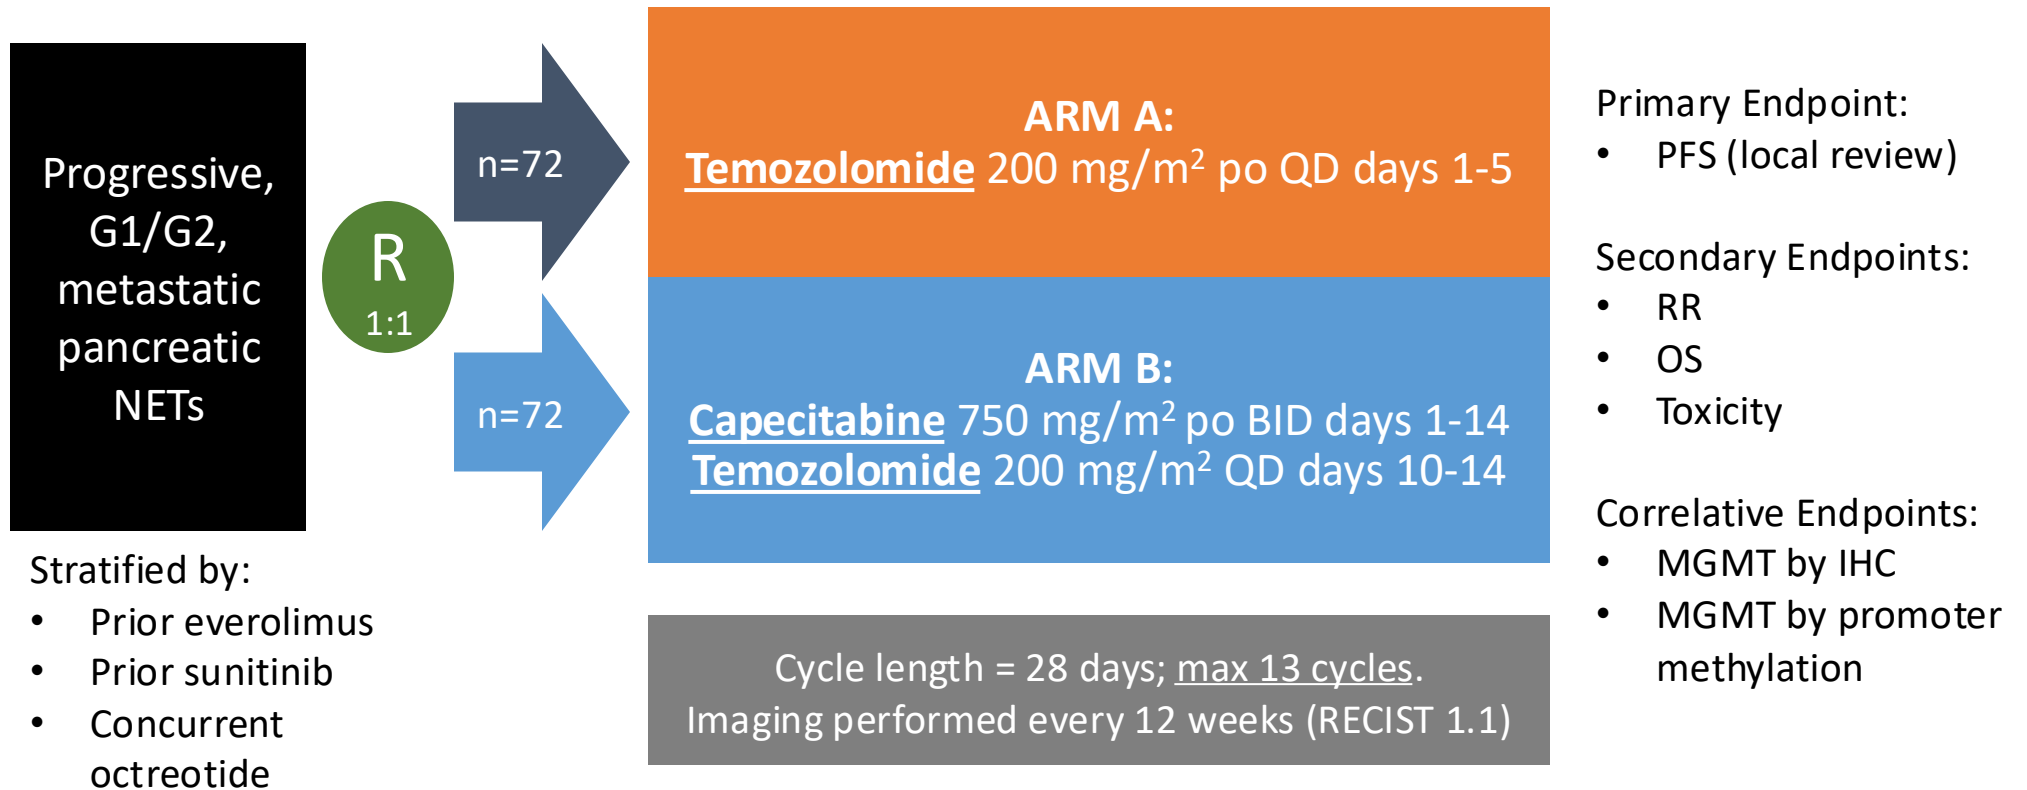 Progressive,
G1/G2,
metastatic
pancreatic
NETs
Stratified by:
• Prior everolimus
• Prior sunitinib
• Concurrent
octreotide
R
1:1
n=72
n=72
ARM A:
Temozolomide 200 mg/m² po QD days 1-5
ARM B:
Capecitabine 750 mg/m² po BID days 1-14
Temozolomide 200 mg/m² QD days 10-14
Cycle length = 28 days; max 13 cycles.
Imaging performed every 12 weeks (RECIST 1.1)
Primary Endpoint:
• PFS (local review)
Secondary Endpoints:
• RR
• OS
• Toxicity
Correlative Endpoints:
• MGMT by IHC
• MGMT by promoter
methylation